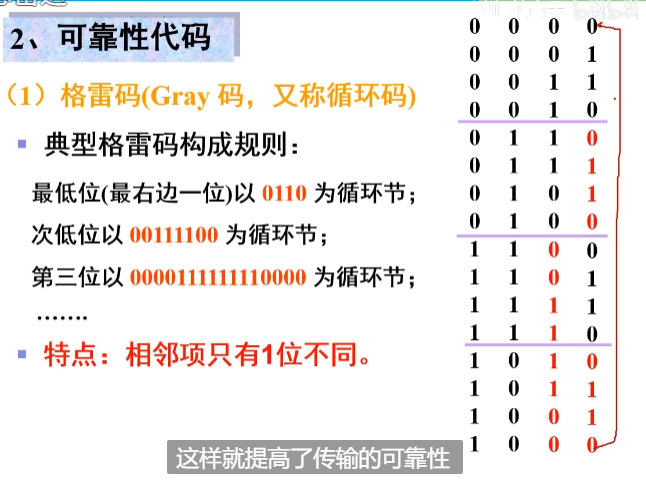 2、可靠性代码
（1）格雷码(Gray 码，又称循环码)
▪ 典型格雷码构成规则：
最低位(最右边一位)以 0110 为循环节；
次低位以 00111100 为循环节；
第三位以 0000111111110000 为循环节；
…….
▪ 特点：相邻项只有1位不同。
0 0 0 0
0 0 0 1
0 0 1 1
0 0 1 0
0 1 1 0
0 1 1 1
0 1 0 1
0 1 0 0
1 1 0 0
1 1 0 1
1 1 1 1
1 1 1 0
1 0 1 0
1 0 1 1
1 0 0 1
1 0 0 0
这样就提高了传输的可靠性